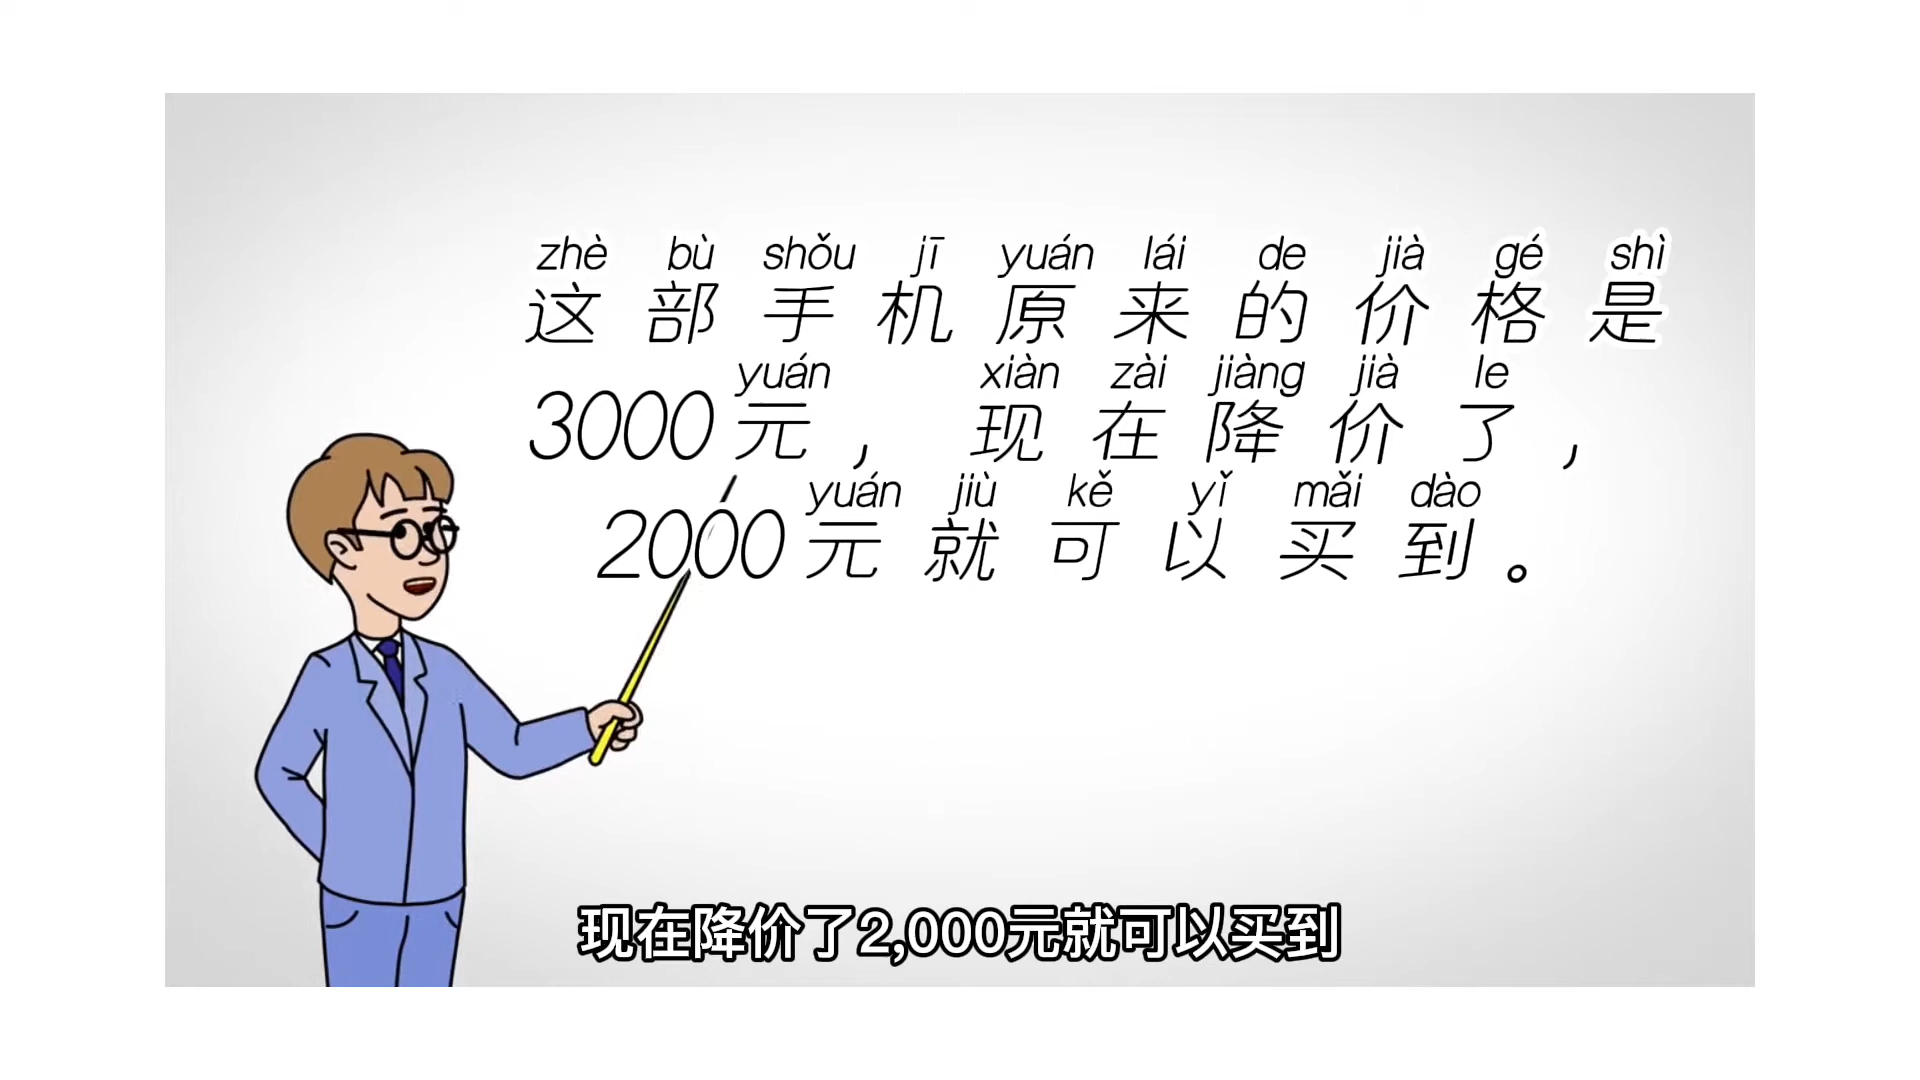 zhè bù shǒu jī yuán lái de jià gé shì
这部手机原来的价格是
yuán xiàn zài jiàng jià le
3000元，现在降价了，
yuán jiù kě yǐ mǎi dào
2000元就可以买到。
现在降价了2,000元就可以买到